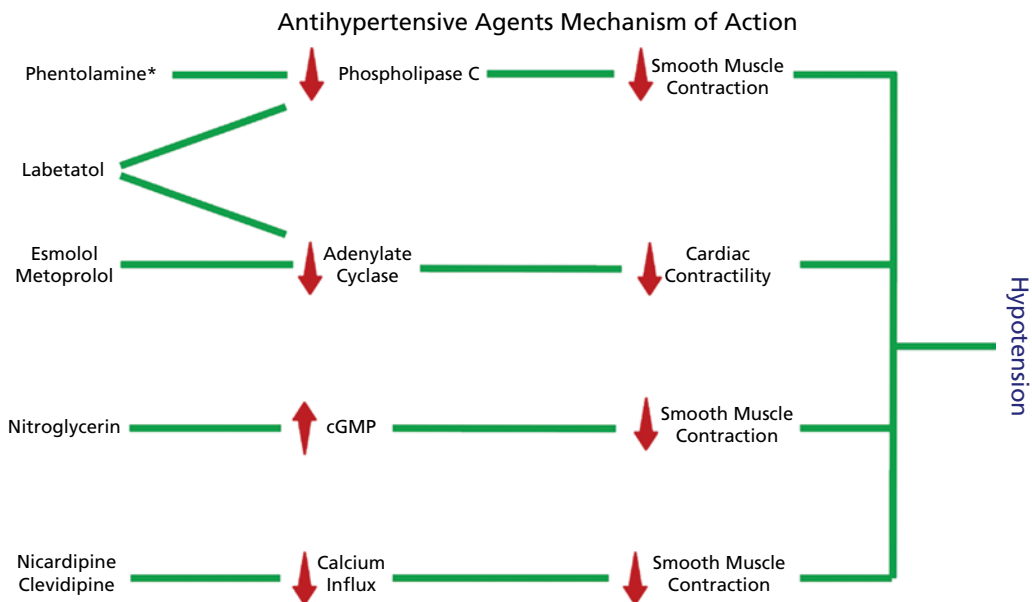 Antihypertensive Agents Mechanism of Action
Phentolamine*
Phospholipase C
Smooth Muscle
Contraction
Labetatol
Esmolol
Metoprolol
Adenylate
Cyclase
Cardiac
Contractility
Nitroglycerin
cGMP
Smooth Muscle
Contraction
Nicardipine
Clevidipine
Calcium
Influx
Smooth Muscle
Contraction
Hypotension